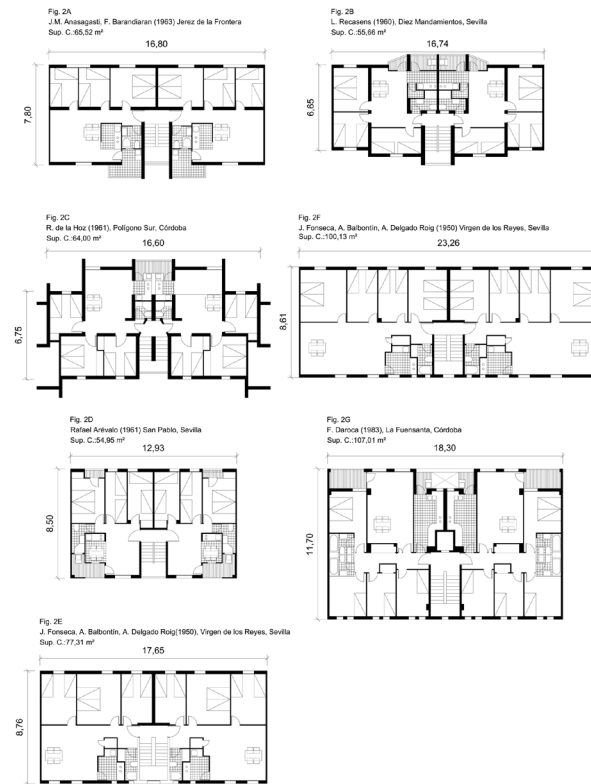 Fig. 2A
J.M. Anasagasti, F. Barandiaran (1963) Jerez de la Frontera
Sup. C.:65,52 m²
16,80
7,80
Fig. 2B
L. Recasens (1960), Diez Mandamientos, Sevilla
Sup. C.:55,66 m²
16,74
6,65
Fig. 2C
R. de la Hoz (1961), Polígono Sur, Córdoba
Sup. C.:64,00 m²
16,60
6,75
Fig. 2F
J. Fonseca, A. Balbontín, A. Delgado Roig (1950) Virgen de los Reyes, Sevilla
Sup. C.:100,13 m²
23,26
8,61
Fig. 2D
Rafael Arévalo (1961) San Pablo, Sevilla
Sup. C.:54,95 m²
12,93
8,50
Fig. 2G
F. Daroca (1983), La Fuensanta, Córdoba
Sup. C.:107,01 m²
18,30
11,70
Fig. 2E
J. Fonseca, A. Balbontín, A. Delgado Roig(1950), Virgen de los Reyes, Sevilla
Sup. C.:77,31 m²
17,65
8,76